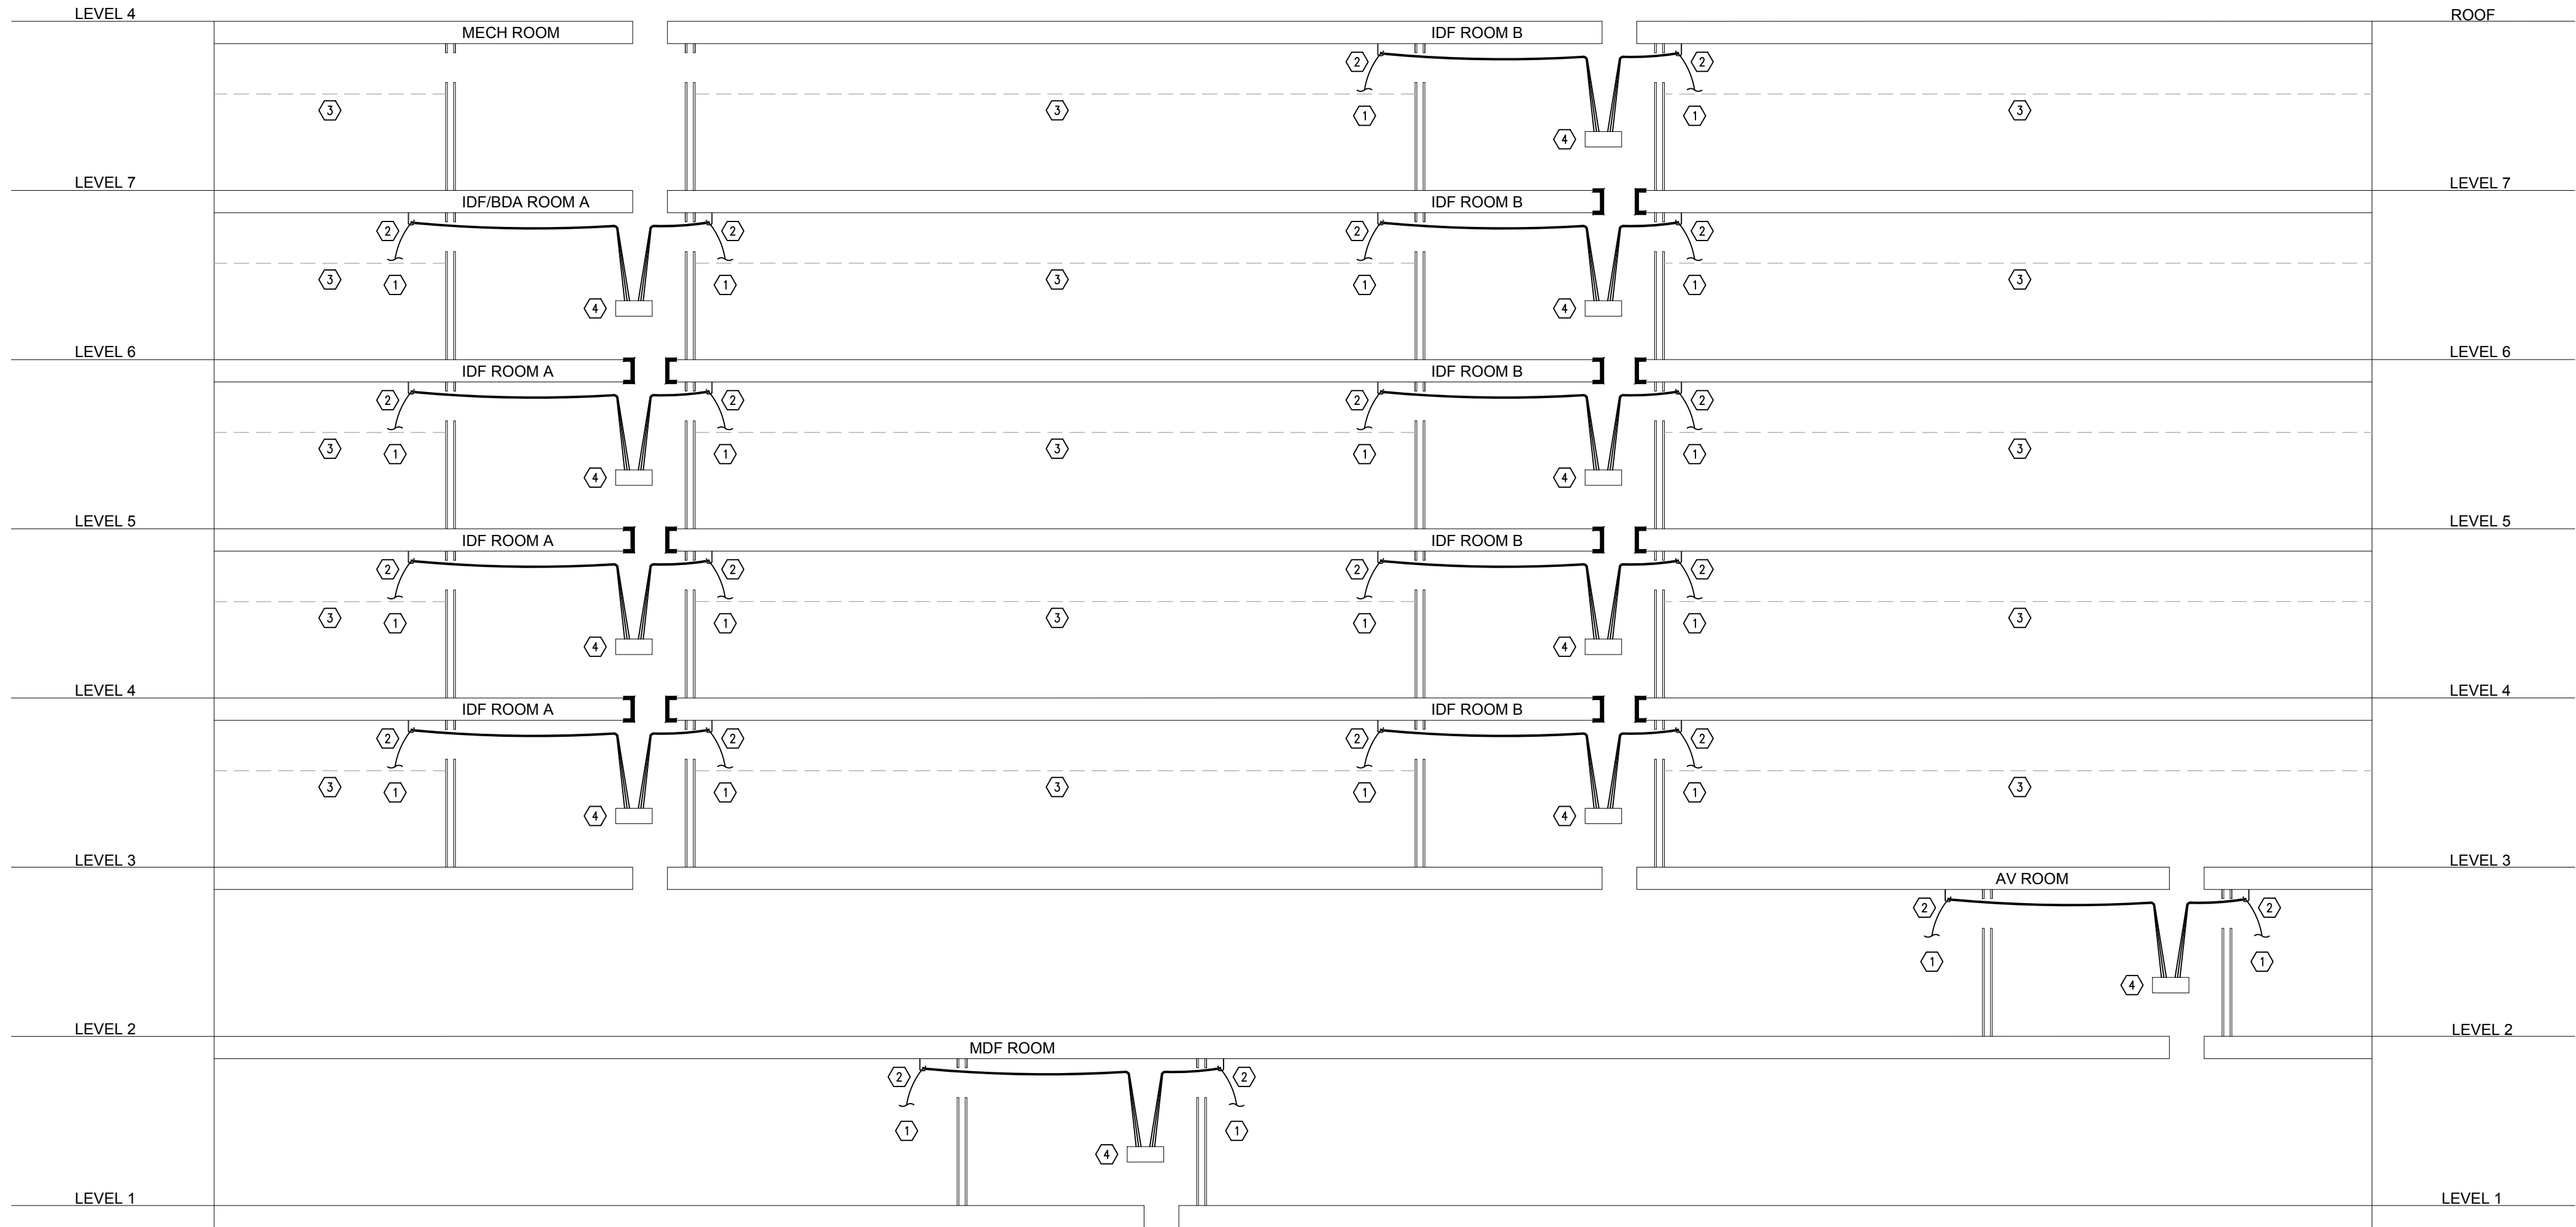 LEVEL 4 ROOF
MECH ROOM IDF ROOM B
2 2
3 1 3 1 3
4
LEVEL 7 LEVEL 7
IDF/BDA ROOM A IDF ROOM B
2 2 2 2
3 1 1 3 1 1 3
4 4
LEVEL 6 LEVEL 6
IDF ROOM A IDF ROOM B
2 2 2 2
3 1 1 3 1 1 3
4 4
LEVEL 5 LEVEL 5
IDF ROOM A IDF ROOM B
2 2 2 2
3 1 1 3 1 1 3
4 4
LEVEL 4 LEVEL 4
IDF ROOM A IDF ROOM B
2 2 2 2
3 1 1 3 1 1 3
4 4
LEVEL 3 LEVEL 3
AV ROOM
2 2
1 1
4
LEVEL 2 LEVEL 2
MDF ROOM
2 2
1 1
4
LEVEL 1 LEVEL 1